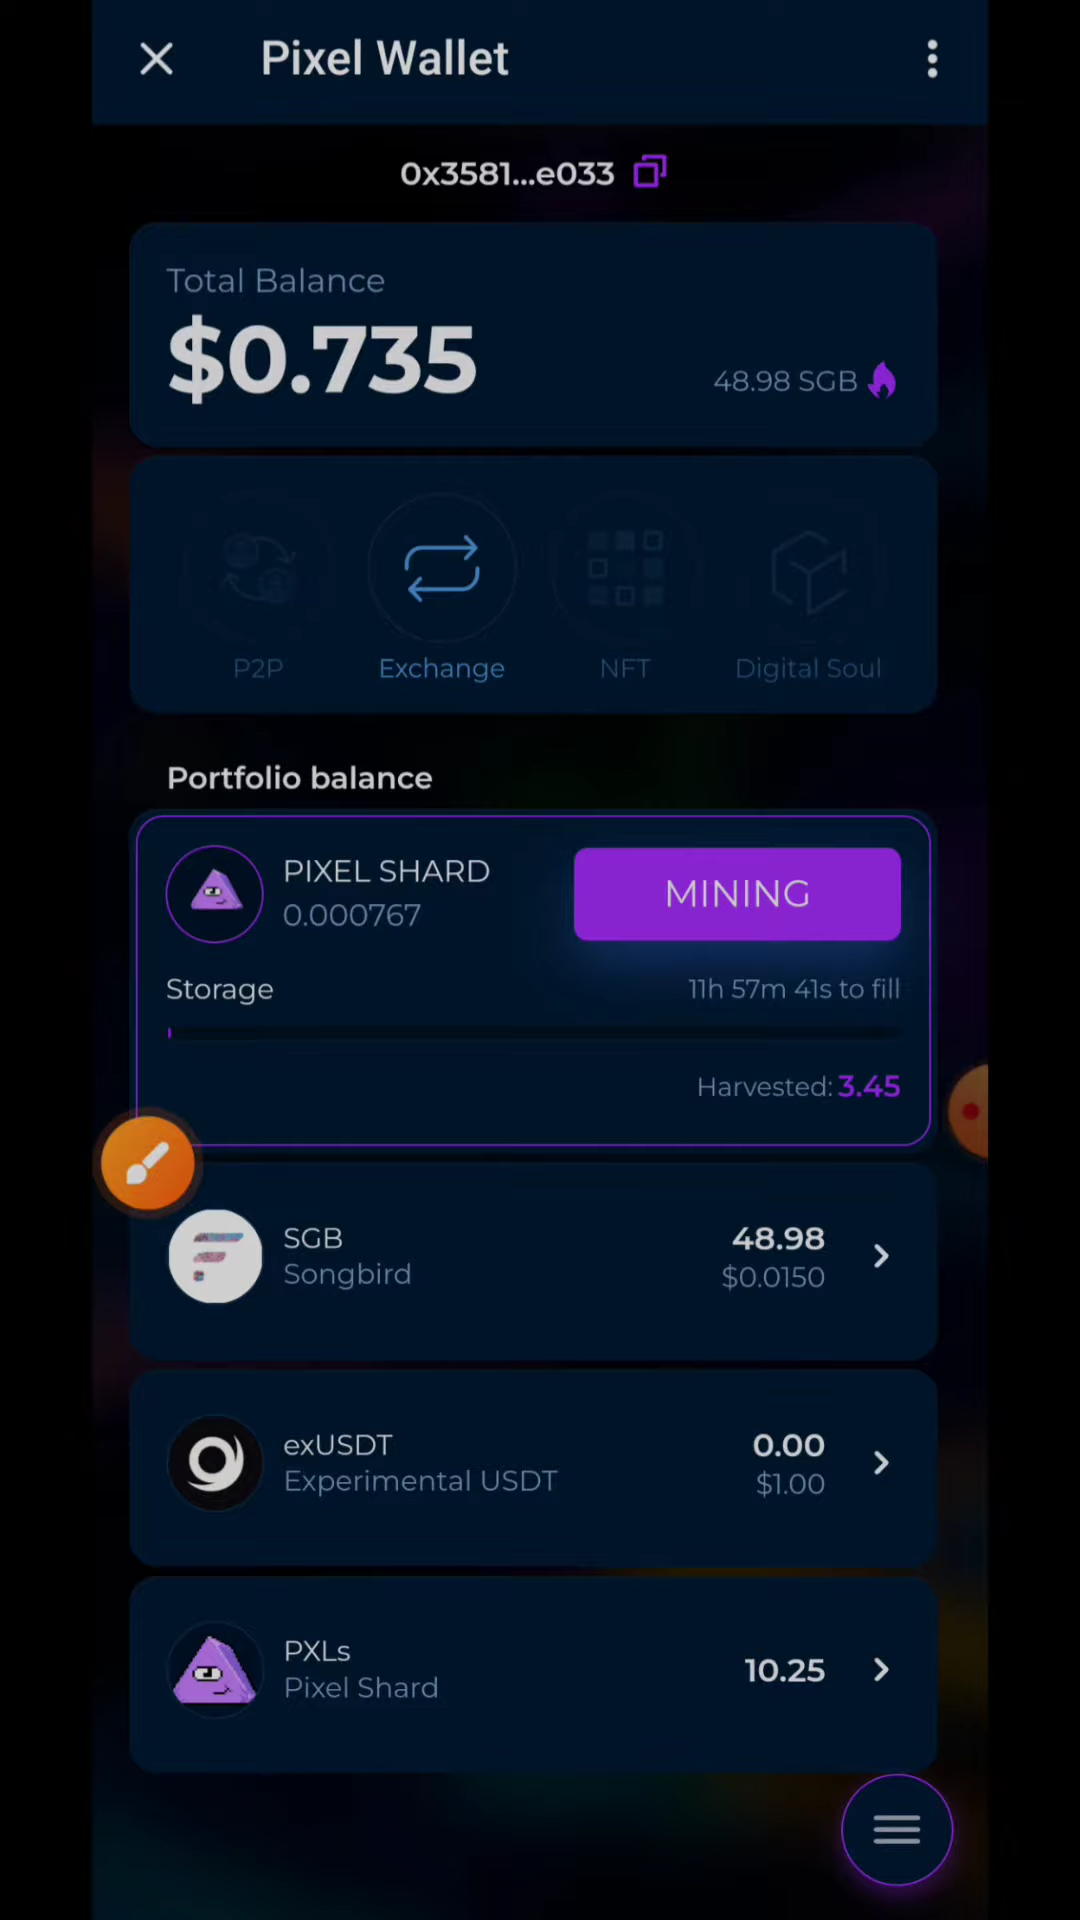 Pixel Wallet
0x3581...e033
Total Balance
$0.735
48.98 SGB
P2P
Exchange
NFT
Digital Soul
Portfolio balance
PIXEL SHARD
0.000767
MINING
Storage
11h 57m 41s to fill
Harvested: 3.45
SGB
Songbird
48.98
$0.0150
exUSDT
Experimental USDT
0.00
$1.00
PXLs
Pixel Shard
10.25